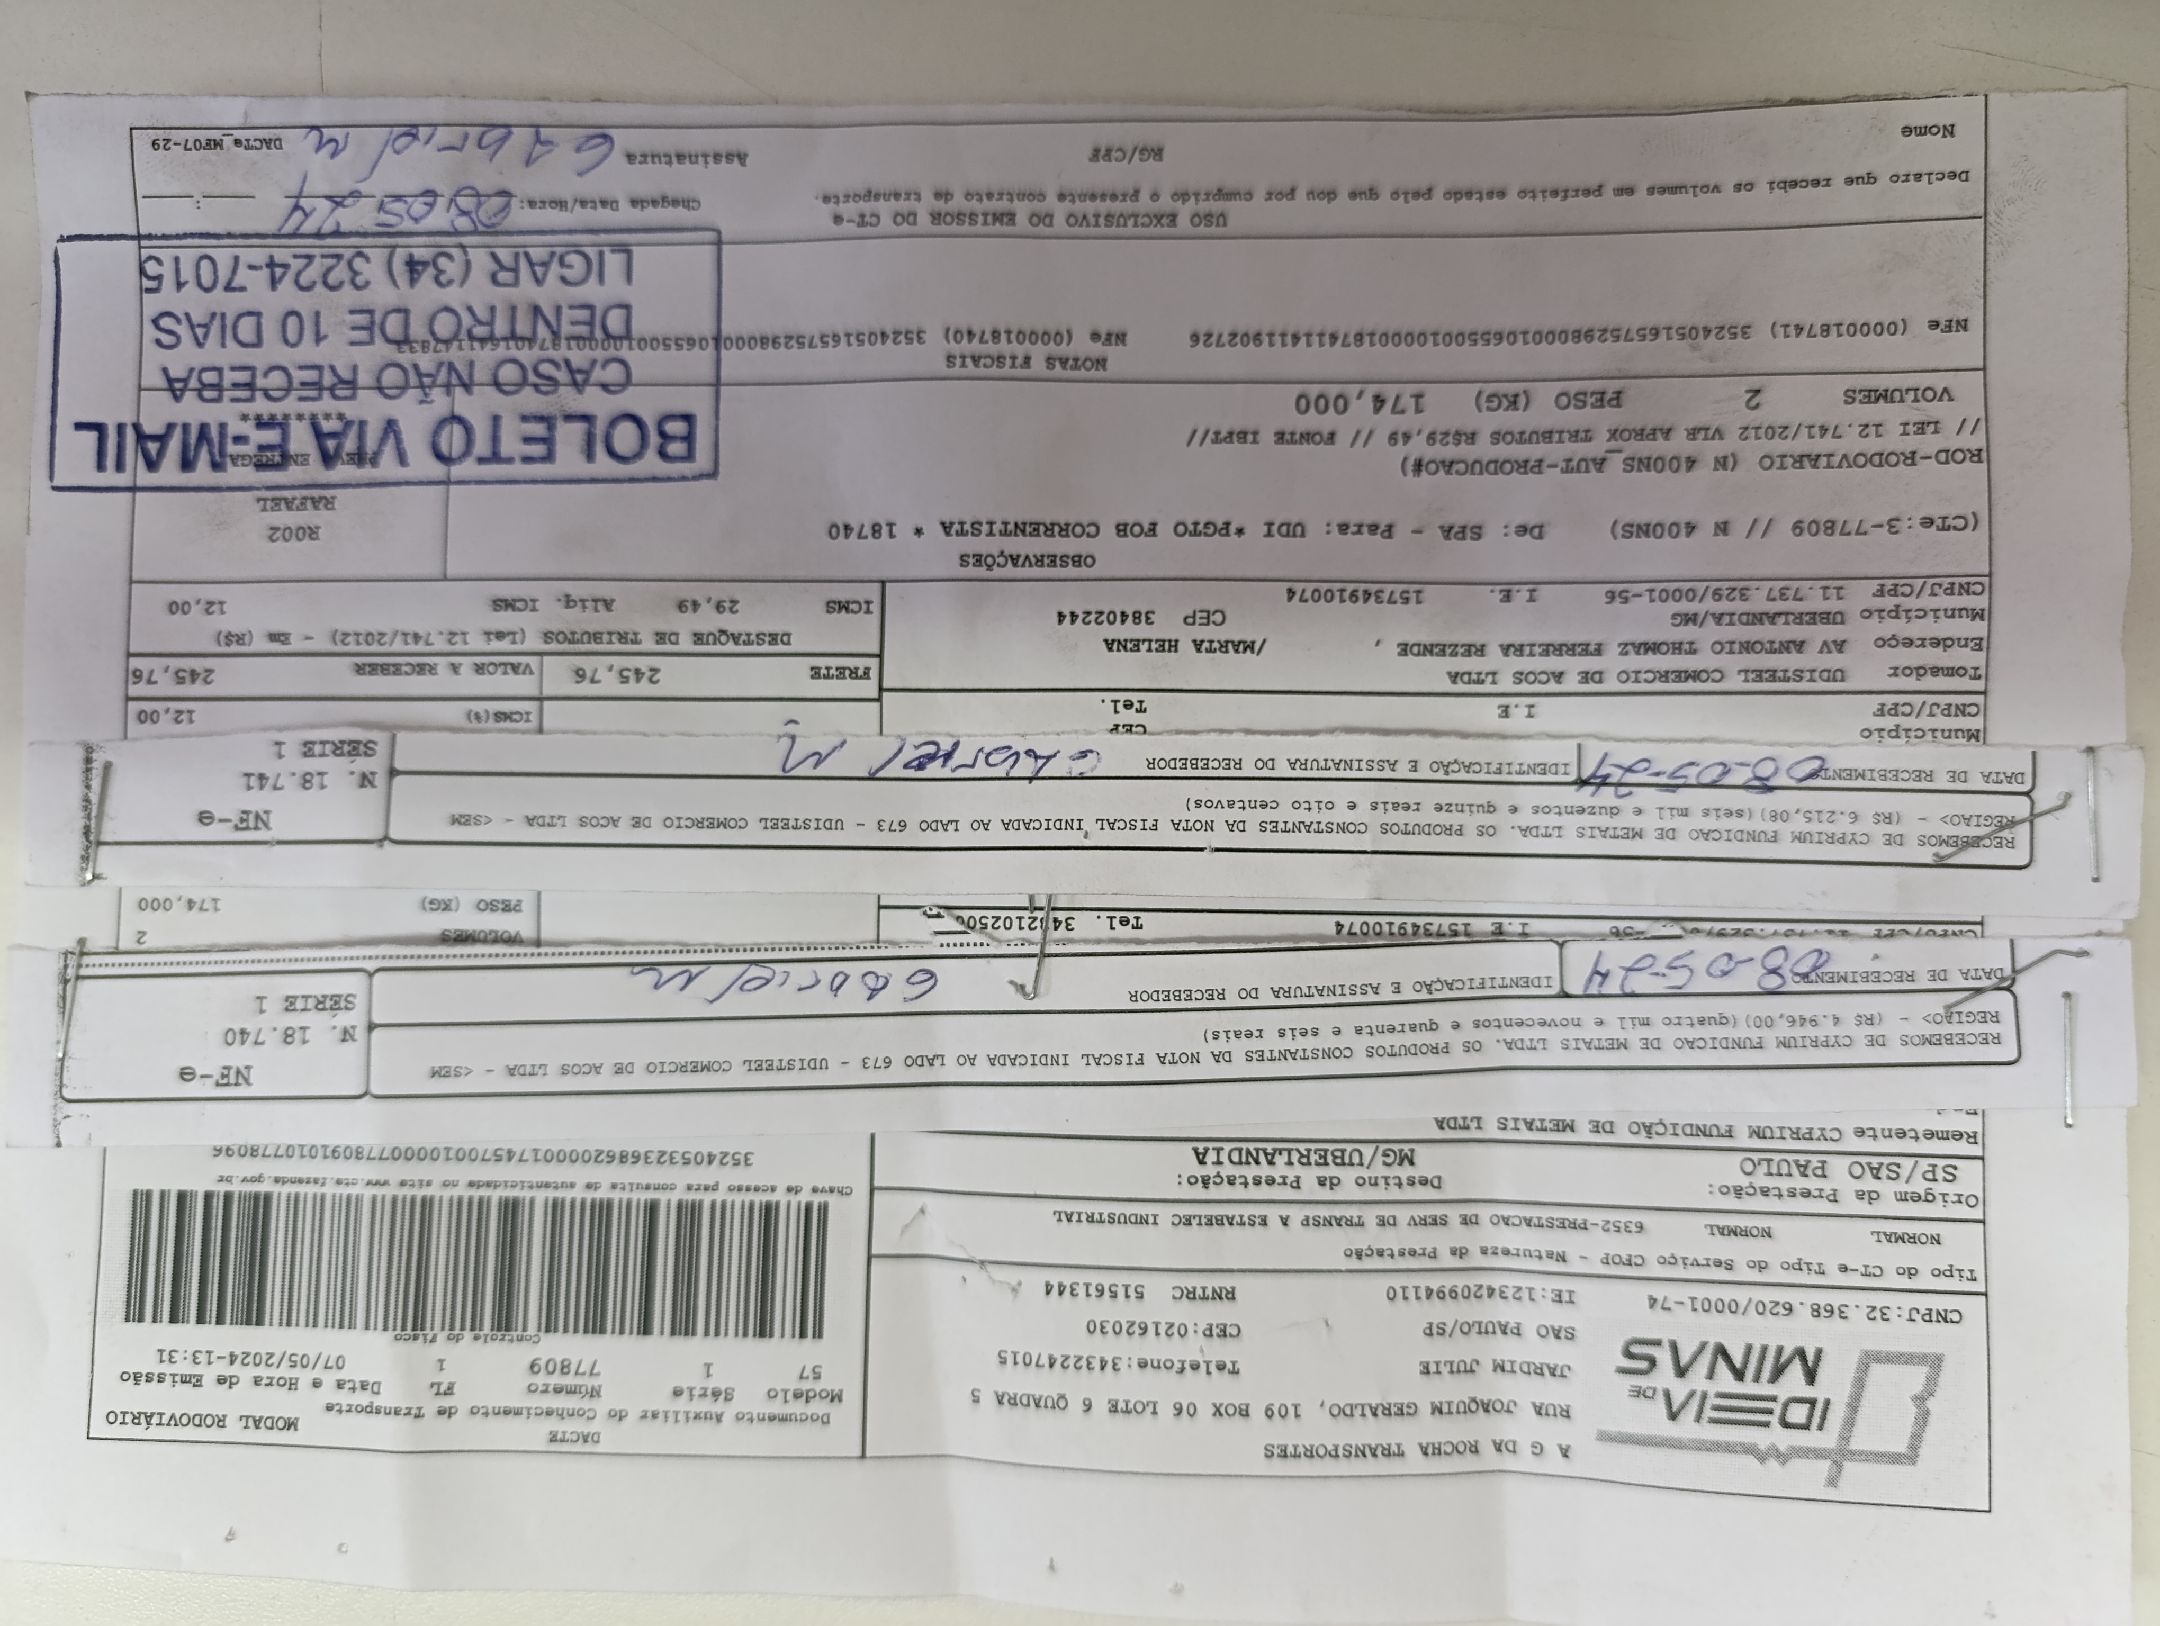 IDEIA DE MINAS
A G DA ROCHA TRANSPORTES
RUA JOAQUIM GERALDO, 109 BOX 06 LOTE 6 QUADRA 5
JARDIM JULIE Telefone:3432247015
SAO PAULO/SP CEP:02162030
CNPJ:32.368.620/0001-74 IE:123420994110 RNTRC 51561344
DACTE
Documento Auxiliar do Conhecimento de Transporte
MODAL RODOVIÁRIO
Modelo Série Número FL Data e Hora de Emissão
57 1 77809 1 07/05/2024-13:31
Controle do Fisco
Chave de acesso para consulta de autenticidade no site www.cte.fazenda.gov.br
35240532368620000174570010000778091010778096
Tipo do CT-e Tipo do Serviço CFOP - Natureza da Prestação
NORMAL NORMAL 6352-PRESTACAO DE SERV DE TRANSP A ESTABELEC INDUSTRIAL
Origem da Prestação: Destino da Prestação:
SP/SAO PAULO MG/UBERLANDIA
Remetente CYPRIUM FUNDIÇÃO DE METAIS LTDA
RECEBEMOS DE CYPRIUM FUNDICAO DE METAIS LTDA. OS PRODUTOS CONSTANTES DA NOTA FISCAL INDICADA AO LADO 673 - UDISTEEL COMERCIO DE ACOS LTDA - <SEM
REGIAO> - (R$ 4.946,00)(quatro mil e novecentos e quarenta e seis reais)
DATA DE RECEBIMENTO 08-05-24 IDENTIFICAÇÃO E ASSINATURA DO RECEBEDOR Gabriel M
NF-e
N. 18.740
SÉRIE 1
I.E 15734910074 Tel.
VOLUMES 2
PESO (KG) 174,000
RECEBEMOS DE CYPRIUM FUNDICAO DE METAIS LTDA. OS PRODUTOS CONSTANTES DA NOTA FISCAL INDICADA AO LADO 673 - UDISTEEL COMERCIO DE ACOS LTDA - <SEM
REGIAO> - (R$ 6.215,08)(seis mil e duzentos e quinze reais e oito centavos)
DATA DE RECEBIMENTO 08-05-24 IDENTIFICAÇÃO E ASSINATURA DO RECEBEDOR Gabriel M
NF-e
N. 18.741
SÉRIE 1
Município CEP
CNPJ/CPF I.E Tel.
ICMS(%) 12,00
Tomador UDISTEEL COMERCIO DE ACOS LTDA
Endereço AV ANTONIO THOMAZ FERREIRA REZENDE , /MARTA HELENA
Município UBERLANDIA/MG CEP 38402244
CNPJ/CPF 11.737.329/0001-56 I.E. 15734910074
FRETE 245,76 VALOR A RECEBER 245,76
DESTAQUE DE TRIBUTOS (Lei 12.741/2012) - Em (R$)
ICMS 29,49 Aliq. ICMS 12,00
OBSERVAÇÕES
(CTe:3-77809 // N 400NS) De: SPA - Para: UDI *PGTO FOB CORRENTISTA * 18740
R002
RAFAEL
ROD-RODOVIARIO (N 400NS_AUT-PRODUCAO#)
// LEI 12.741/2012 VLR APROX TRIBUTOS R$29,49 // FONTE IBPT//
PREV ENTREGA
VOLUMES 2 PESO (KG) 174,000
BOLETO VIA E-MAIL
CASO NÃO RECEBA
DENTRO DE 10 DIAS
LIGAR (34) 3224-7015
NOTAS FISCAIS
NFe (000018741) 35240516575298000106550010000187411411902726 NFe (000018740)
USO EXCLUSIVO DO EMISSOR DO CT-e
Declaro que recebi os volumes em perfeito estado pelo que dou por cumprido o presente contrato de transporte.
Chegada Data/Hora: 08.05.24
Nome RG/CPF Assinatura Gabriel M
DACTe_MF07-29